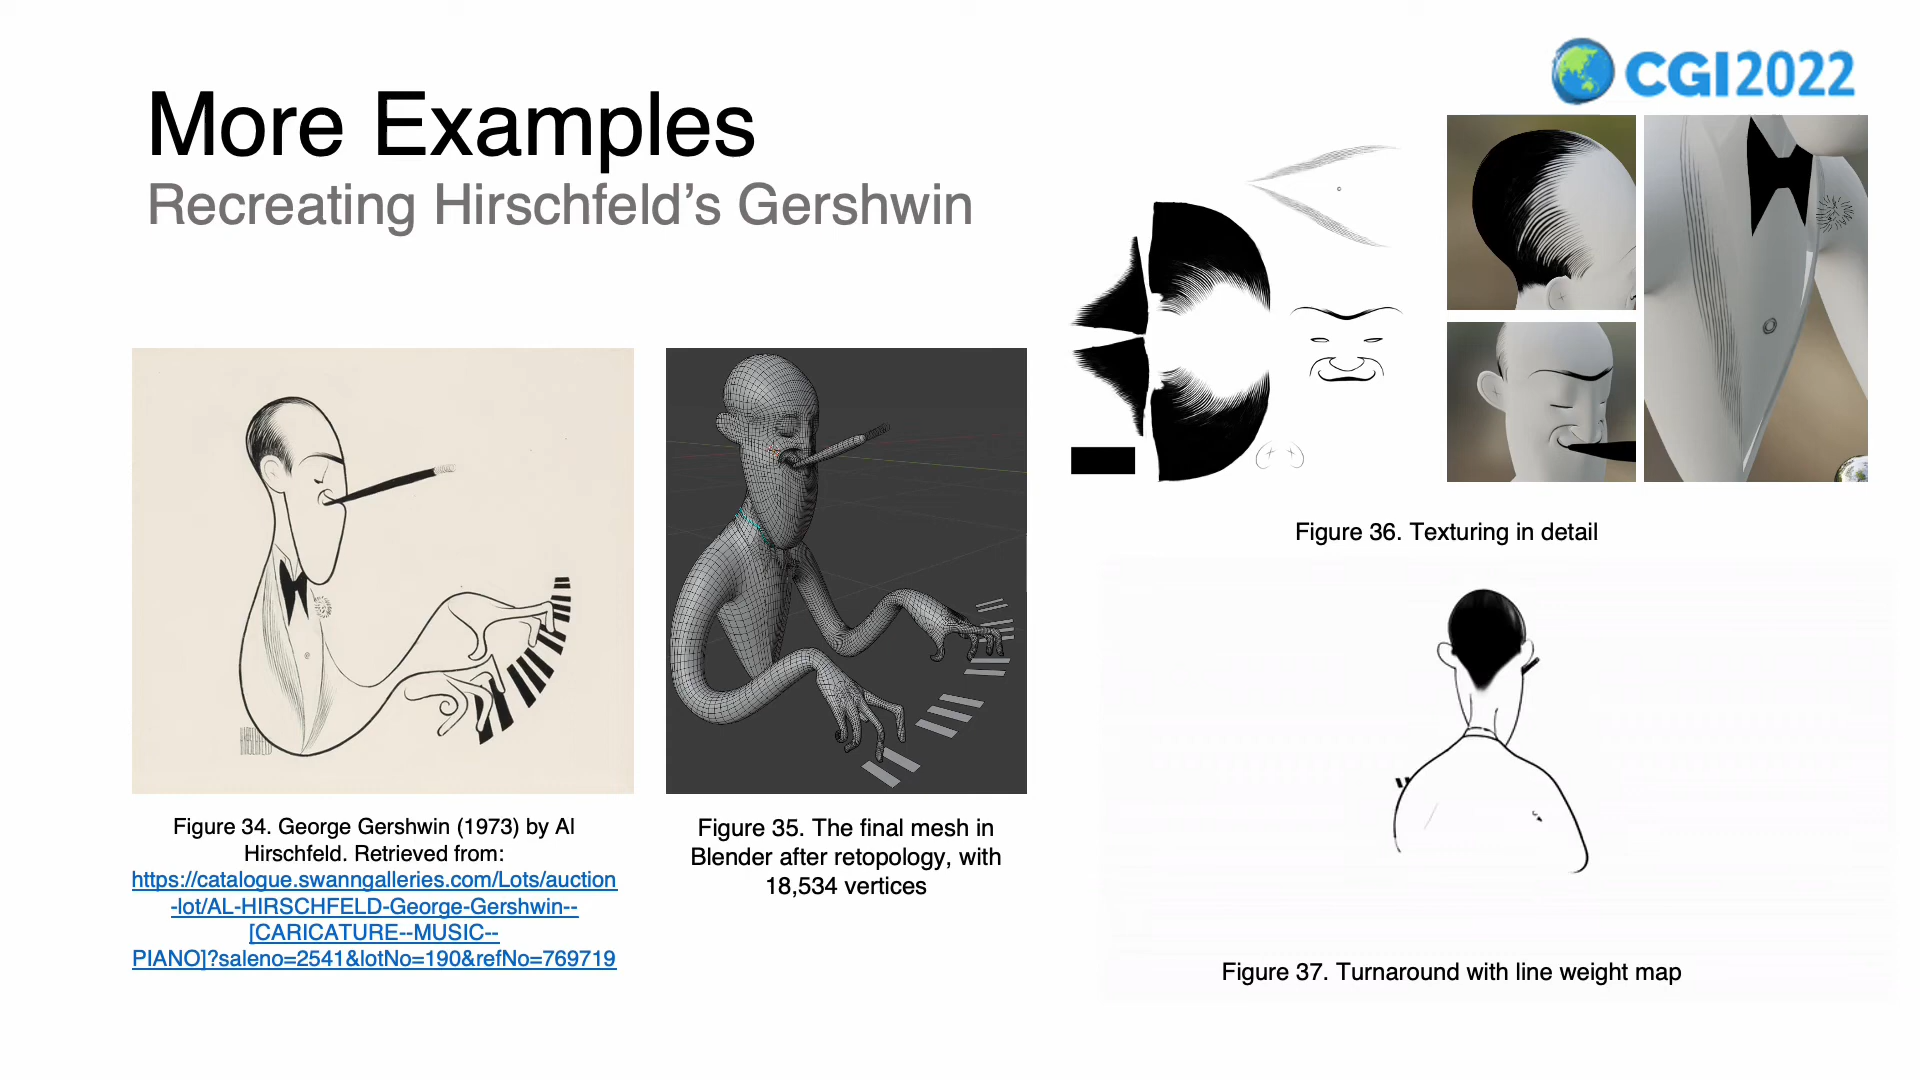 CGI2022
More Examples
Recreating Hirschfeld's Gershwin
Figure 36. Texturing in detail
HIRSCHFELD
Figure 34. George Gershwin (1973) by Al
Hirschfeld. Retrieved from:
https://catalogue.swanngalleries.com/Lots/auction
-lot/AL-HIRSCHFELD-George-Gershwin--
[CARICATURE--MUSIC--
PIANO]?saleno=2541&lotNo=190&refNo=769719
Figure 35. The final mesh in
Blender after retopology, with
18,534 vertices
Figure 37. Turnaround with line weight map